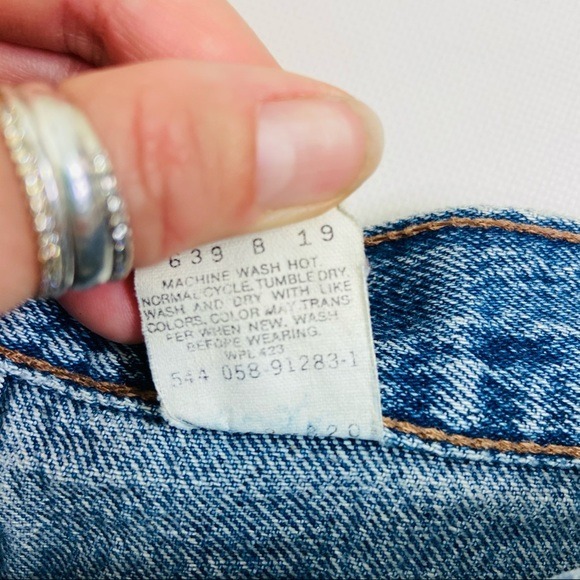 639 B 19
MACHINE WASH HOT.
NORMAL CYCLE. TUMBLE DRY.
WASH AND DRY WITH LIKE
COLORS. COLOR MAY TRANS-
FER WHEN NEW. WASH
BEFORE WEARING.
WPL 423
544 058-91283-1
420